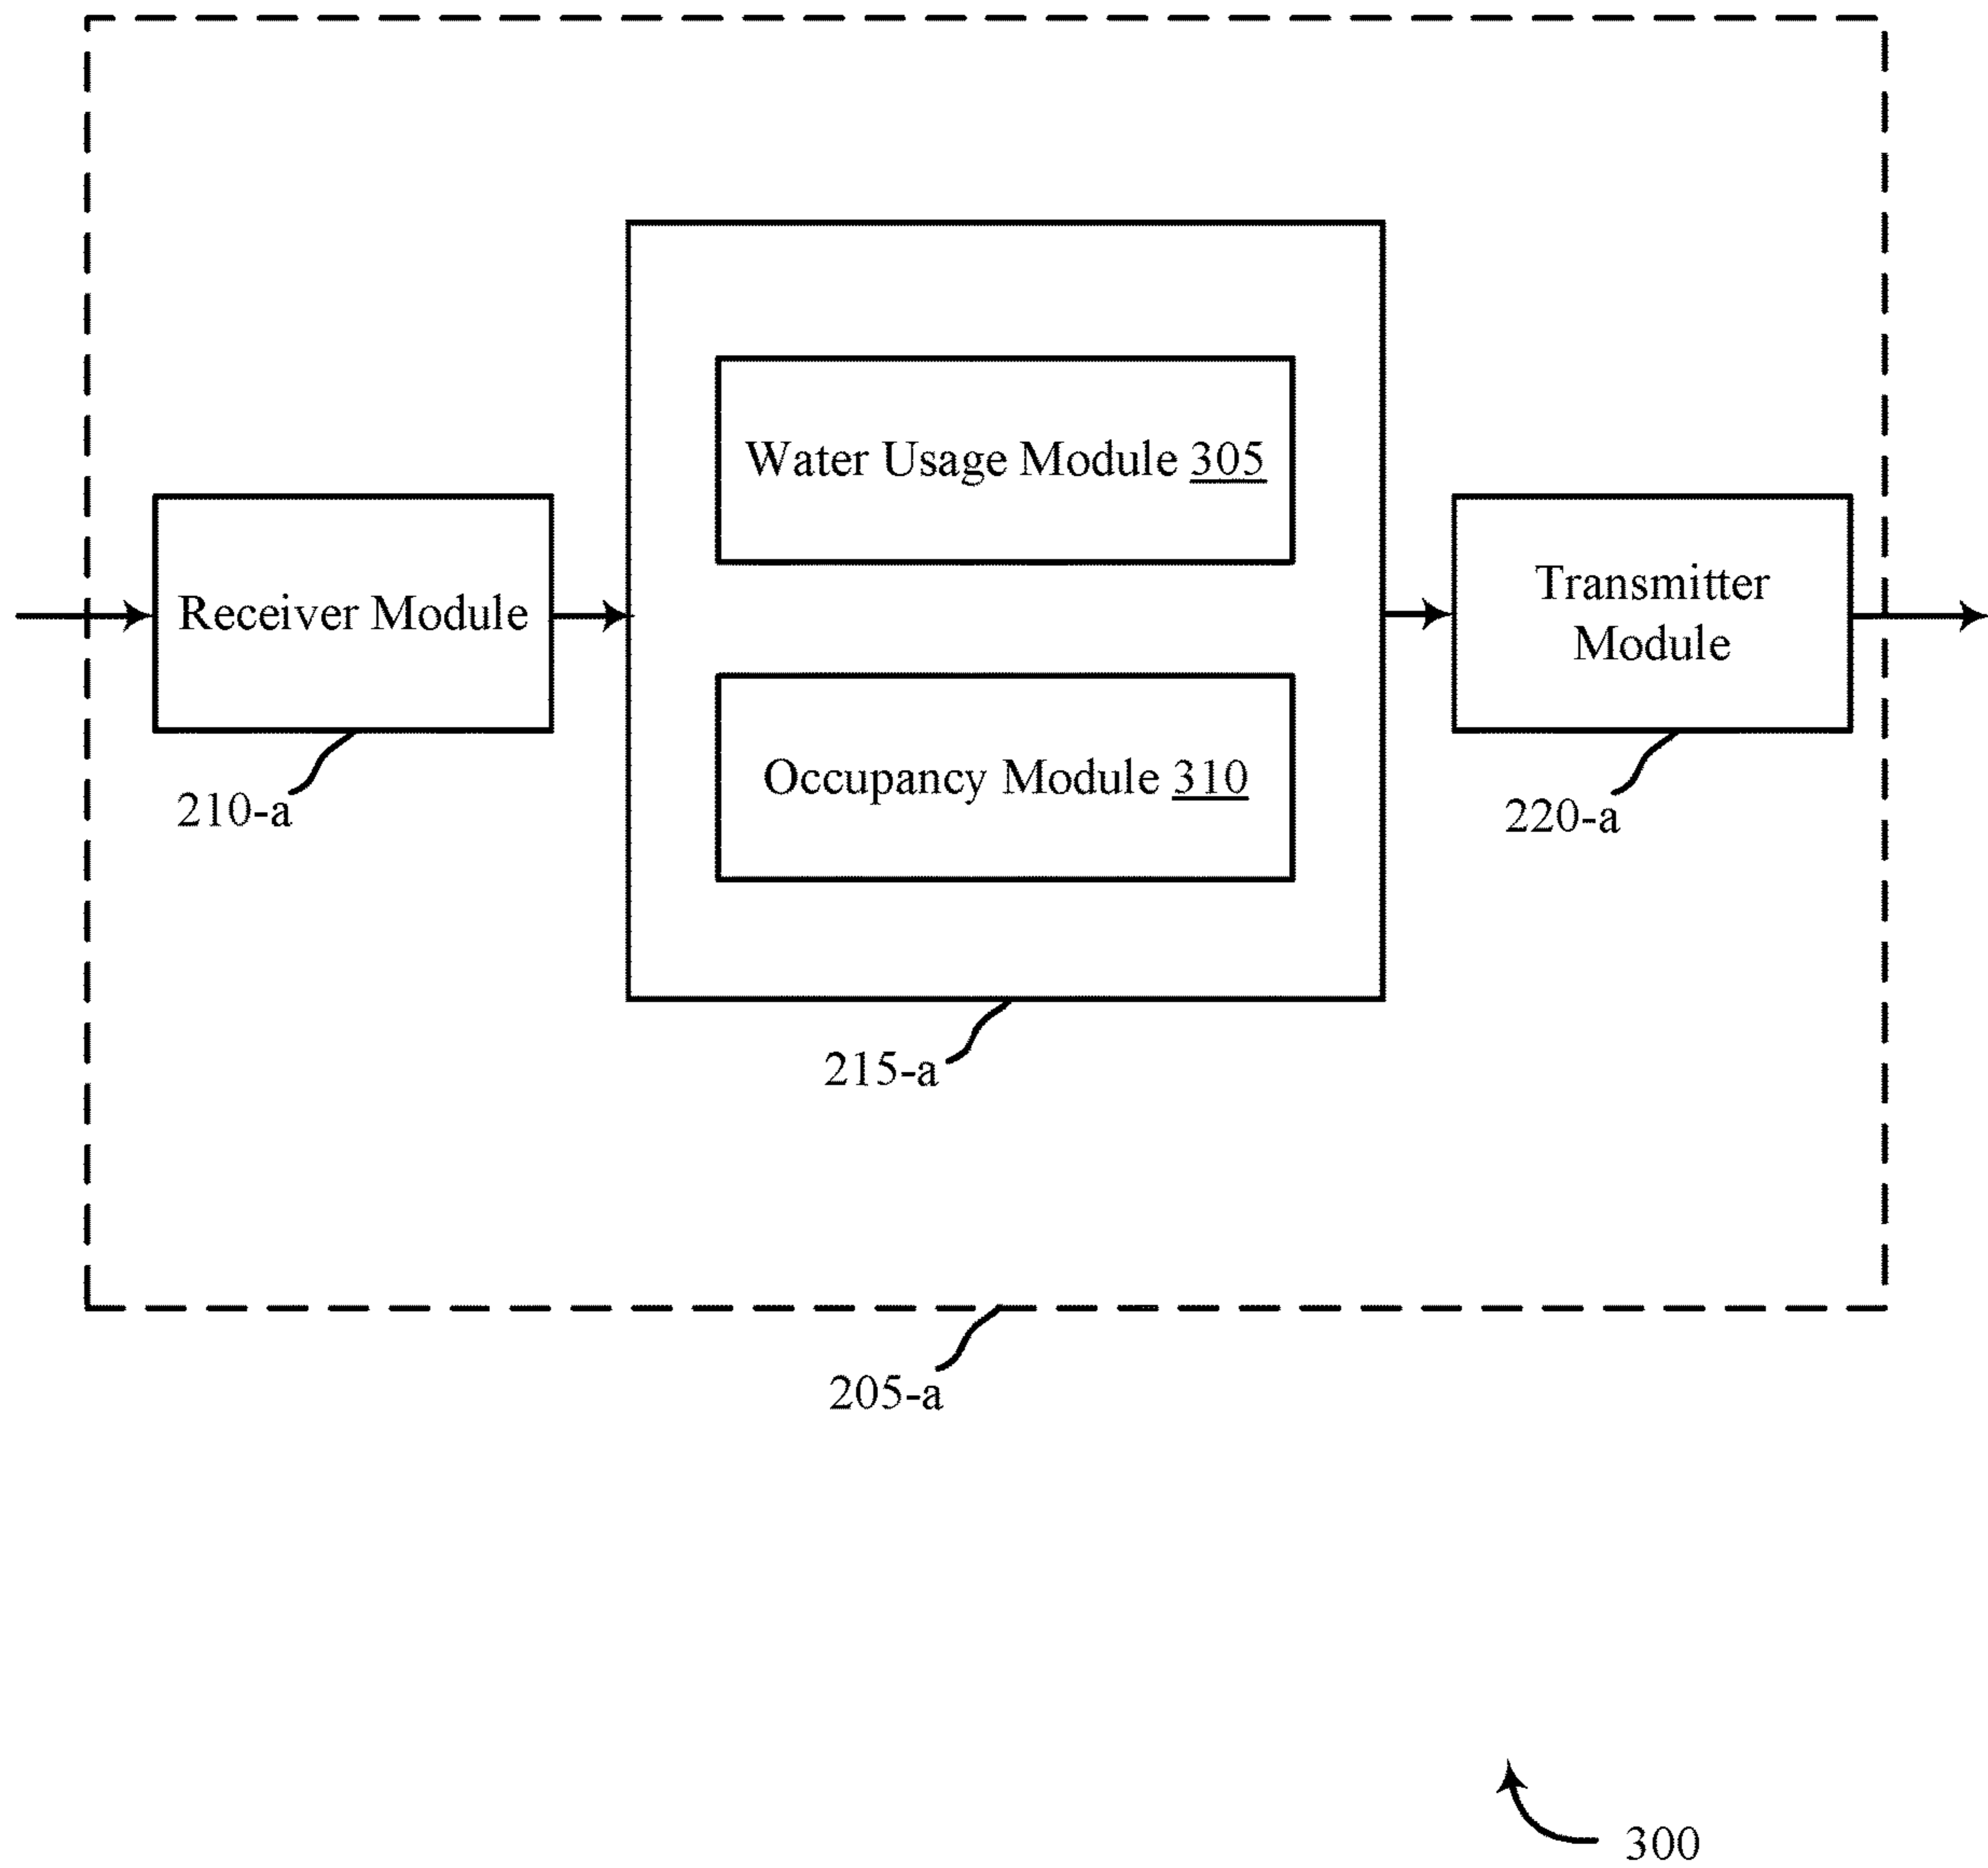 Water Usage Module 305
Receiver Module
Transmitter
Module
Occupancy Module 310
210-a
220-a
215-a
205-a
300